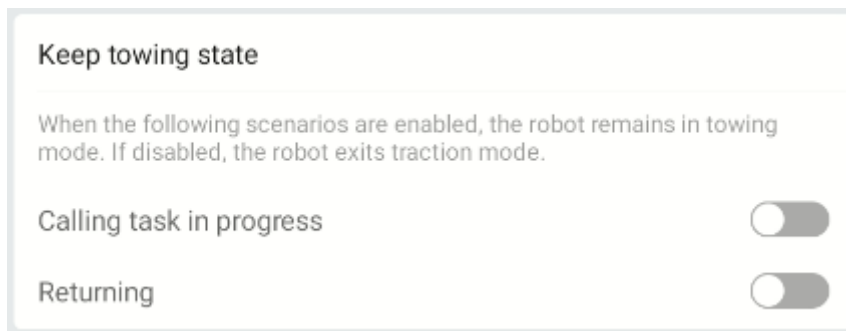 Keep towing state
When the following scenarios are enabled, the robot remains in towing
mode. If disabled, the robot exits traction mode.
Calling task in progress
Returning